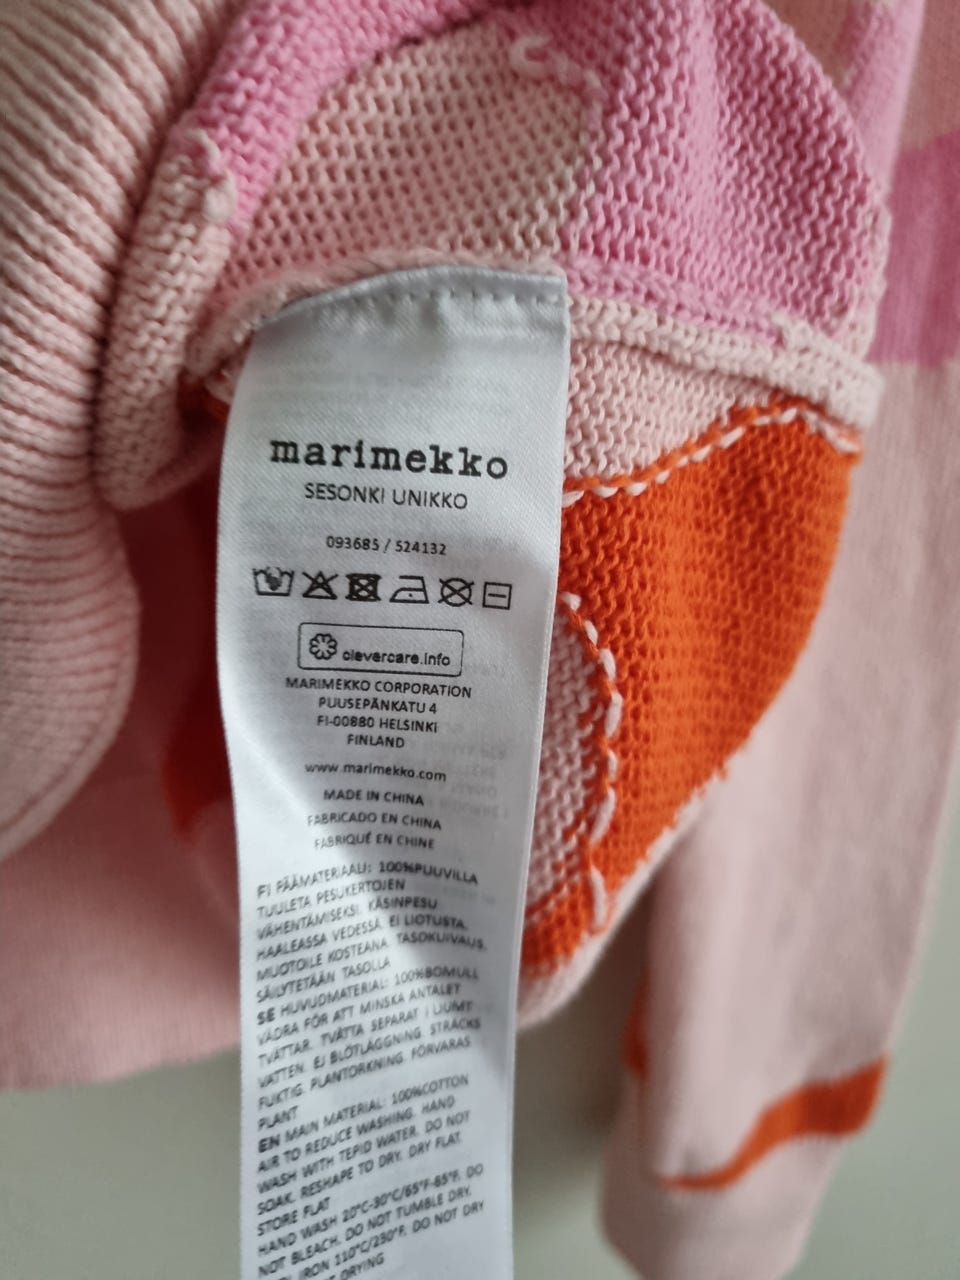 marimekko
SESONKI UNIKKO
093685 / 524132
clevercare.info
MARIMEKKO CORPORATION
PUUSEPÄNKATU 4
FI-00880 HELSINKI
FINLAND
www.marimekko.com
MADE IN CHINA
FABRICADO EN CHINA
FABRIQUÉ EN CHINE
FI PÄÄMATERIAALI: 100%PUUVILLA
TUULETA PESUKERTOJEN
VÄHENTÄMISEKSI. KÄSINPESU
HAALEASSA VEDESSÄ. EI LIOTUSTA.
MUOTOILE KOSTEANA. TASOKUIVAUS.
SÄILYTETÄÄN TASOLLA
SE HUVUDMATERIAL: 100%BOMULL
VÄDRA FÖR ATT MINSKA ANTALET
TVÄTTAR. TVÄTTA SEPARAT I LJUMT
VATTEN. EJ BLÖTLÄGGNING. STRÄCKS
FUKTIG. PLANTORKNING. FÖRVARAS
PLANT
EN MAIN MATERIAL: 100%COTTON
AIR TO REDUCE WASHING. HAND
WASH WITH TEPID WATER. DO NOT
SOAK. RESHAPE TO DRY. DRY FLAT.
STORE FLAT
HAND WASH 20°C-30°C/65°F-85°F. DO
NOT BLEACH. DO NOT TUMBLE DRY.
IRON 110°C/230°F. DO NOT DRY
DRYING